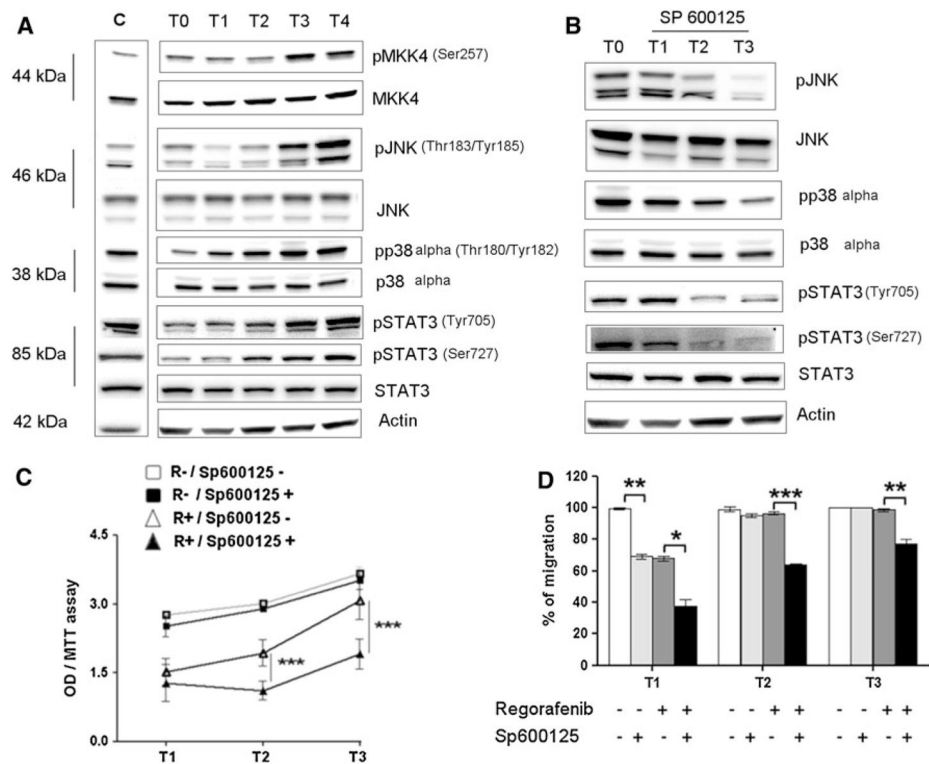 A
C T0 T1 T2 T3 T4
44 kDa
46 kDa
38 kDa
85 kDa
42 kDa
pMKK4 (Ser257)
MKK4
pJNK (Thr183/Tyr185)
JNK
pp38 alpha (Thr180/Tyr182)
p38 alpha
pSTAT3 (Tyr705)
pSTAT3 (Ser727)
STAT3
Actin
B
SP 600125
T0 T1 T2 T3
pJNK
JNK
pp38 alpha
p38 alpha
pSTAT3 (Tyr705)
pSTAT3 (Ser727)
STAT3
Actin
C
R- / Sp600125 -
R- / Sp600125 +
R+ / Sp600125 -
R+ / Sp600125 +
OD / MTT assay
4.5
3.0
1.5
0.0
***
***
T1 T2 T3
D
% of migration
120
100
80
60
40
20
0
** * *** **
T1 T2 T3
Regorafenib - - + + - - + + - - + +
Sp600125 - + - + - + - + - + - +